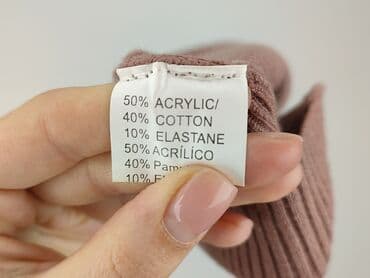 50% ACRYLIC/
40% COTTON
10% ELASTANE
50% ACRÍLICO
40%
10%